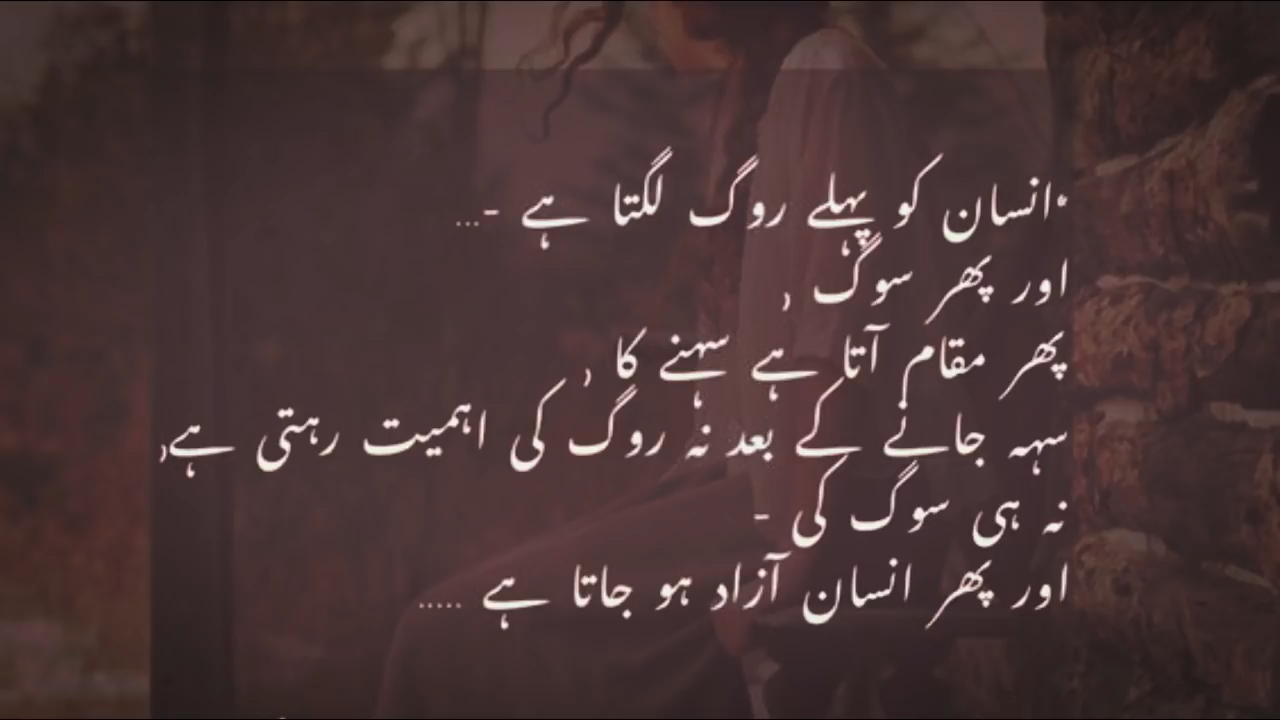 •انسان کو پہلے روگ لگتا ہے -...
اور پھر سوگ ،
پھر مقام آتا ہے سہنے کا ،
سہہ جانے کے بعد نہ روگ کی اہمیت رہتی ہے،
نہ ہی سوگ کی -
اور پھر انسان آزاد ہو جاتا ہے .....